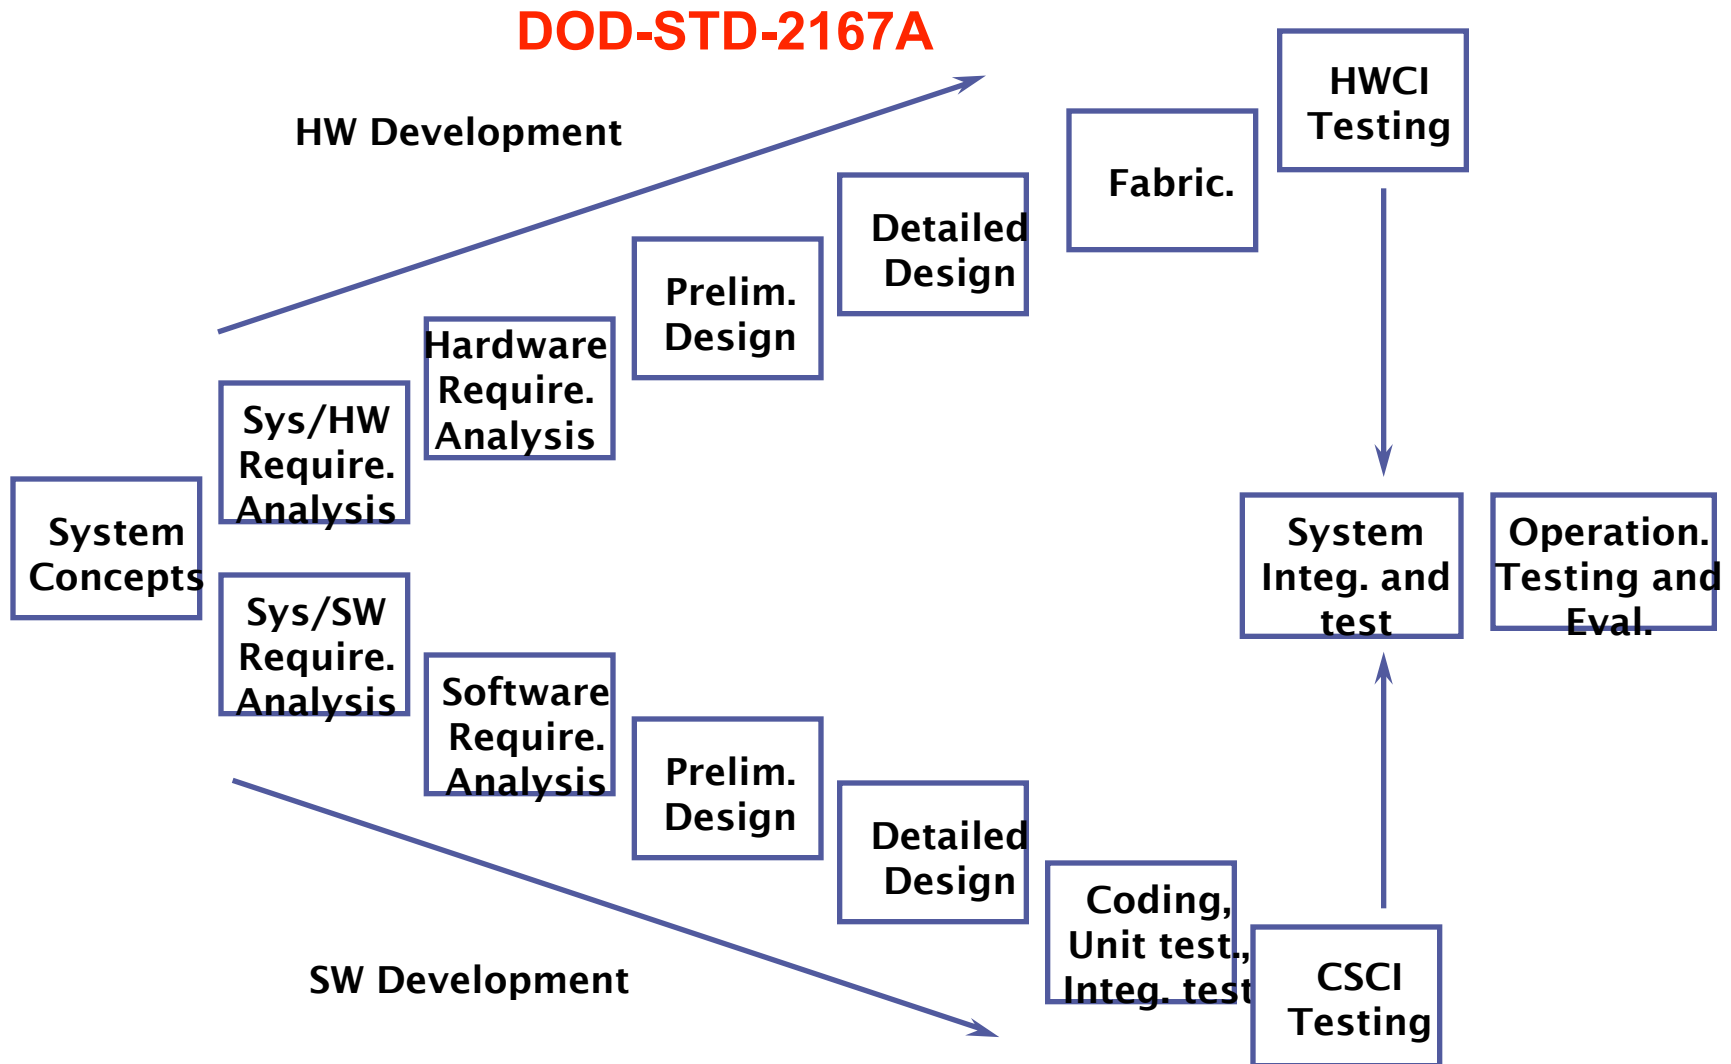 DOD-STD-2167A
HW Development
HWCI
Testing
Fabric.
Detailed
Design
Prelim.
Design
Hardware
Require.
Analysis
Sys/HW
Require.
Analysis
System
Concepts
Sys/SW
Require.
Analysis
Software
Require.
Analysis
Prelim.
Design
Detailed
Design
Coding,
Unit test.,
Integ. test
CSCI
Testing
SW Development
System
Integ. and
test
Operation.
Testing and
Eval.